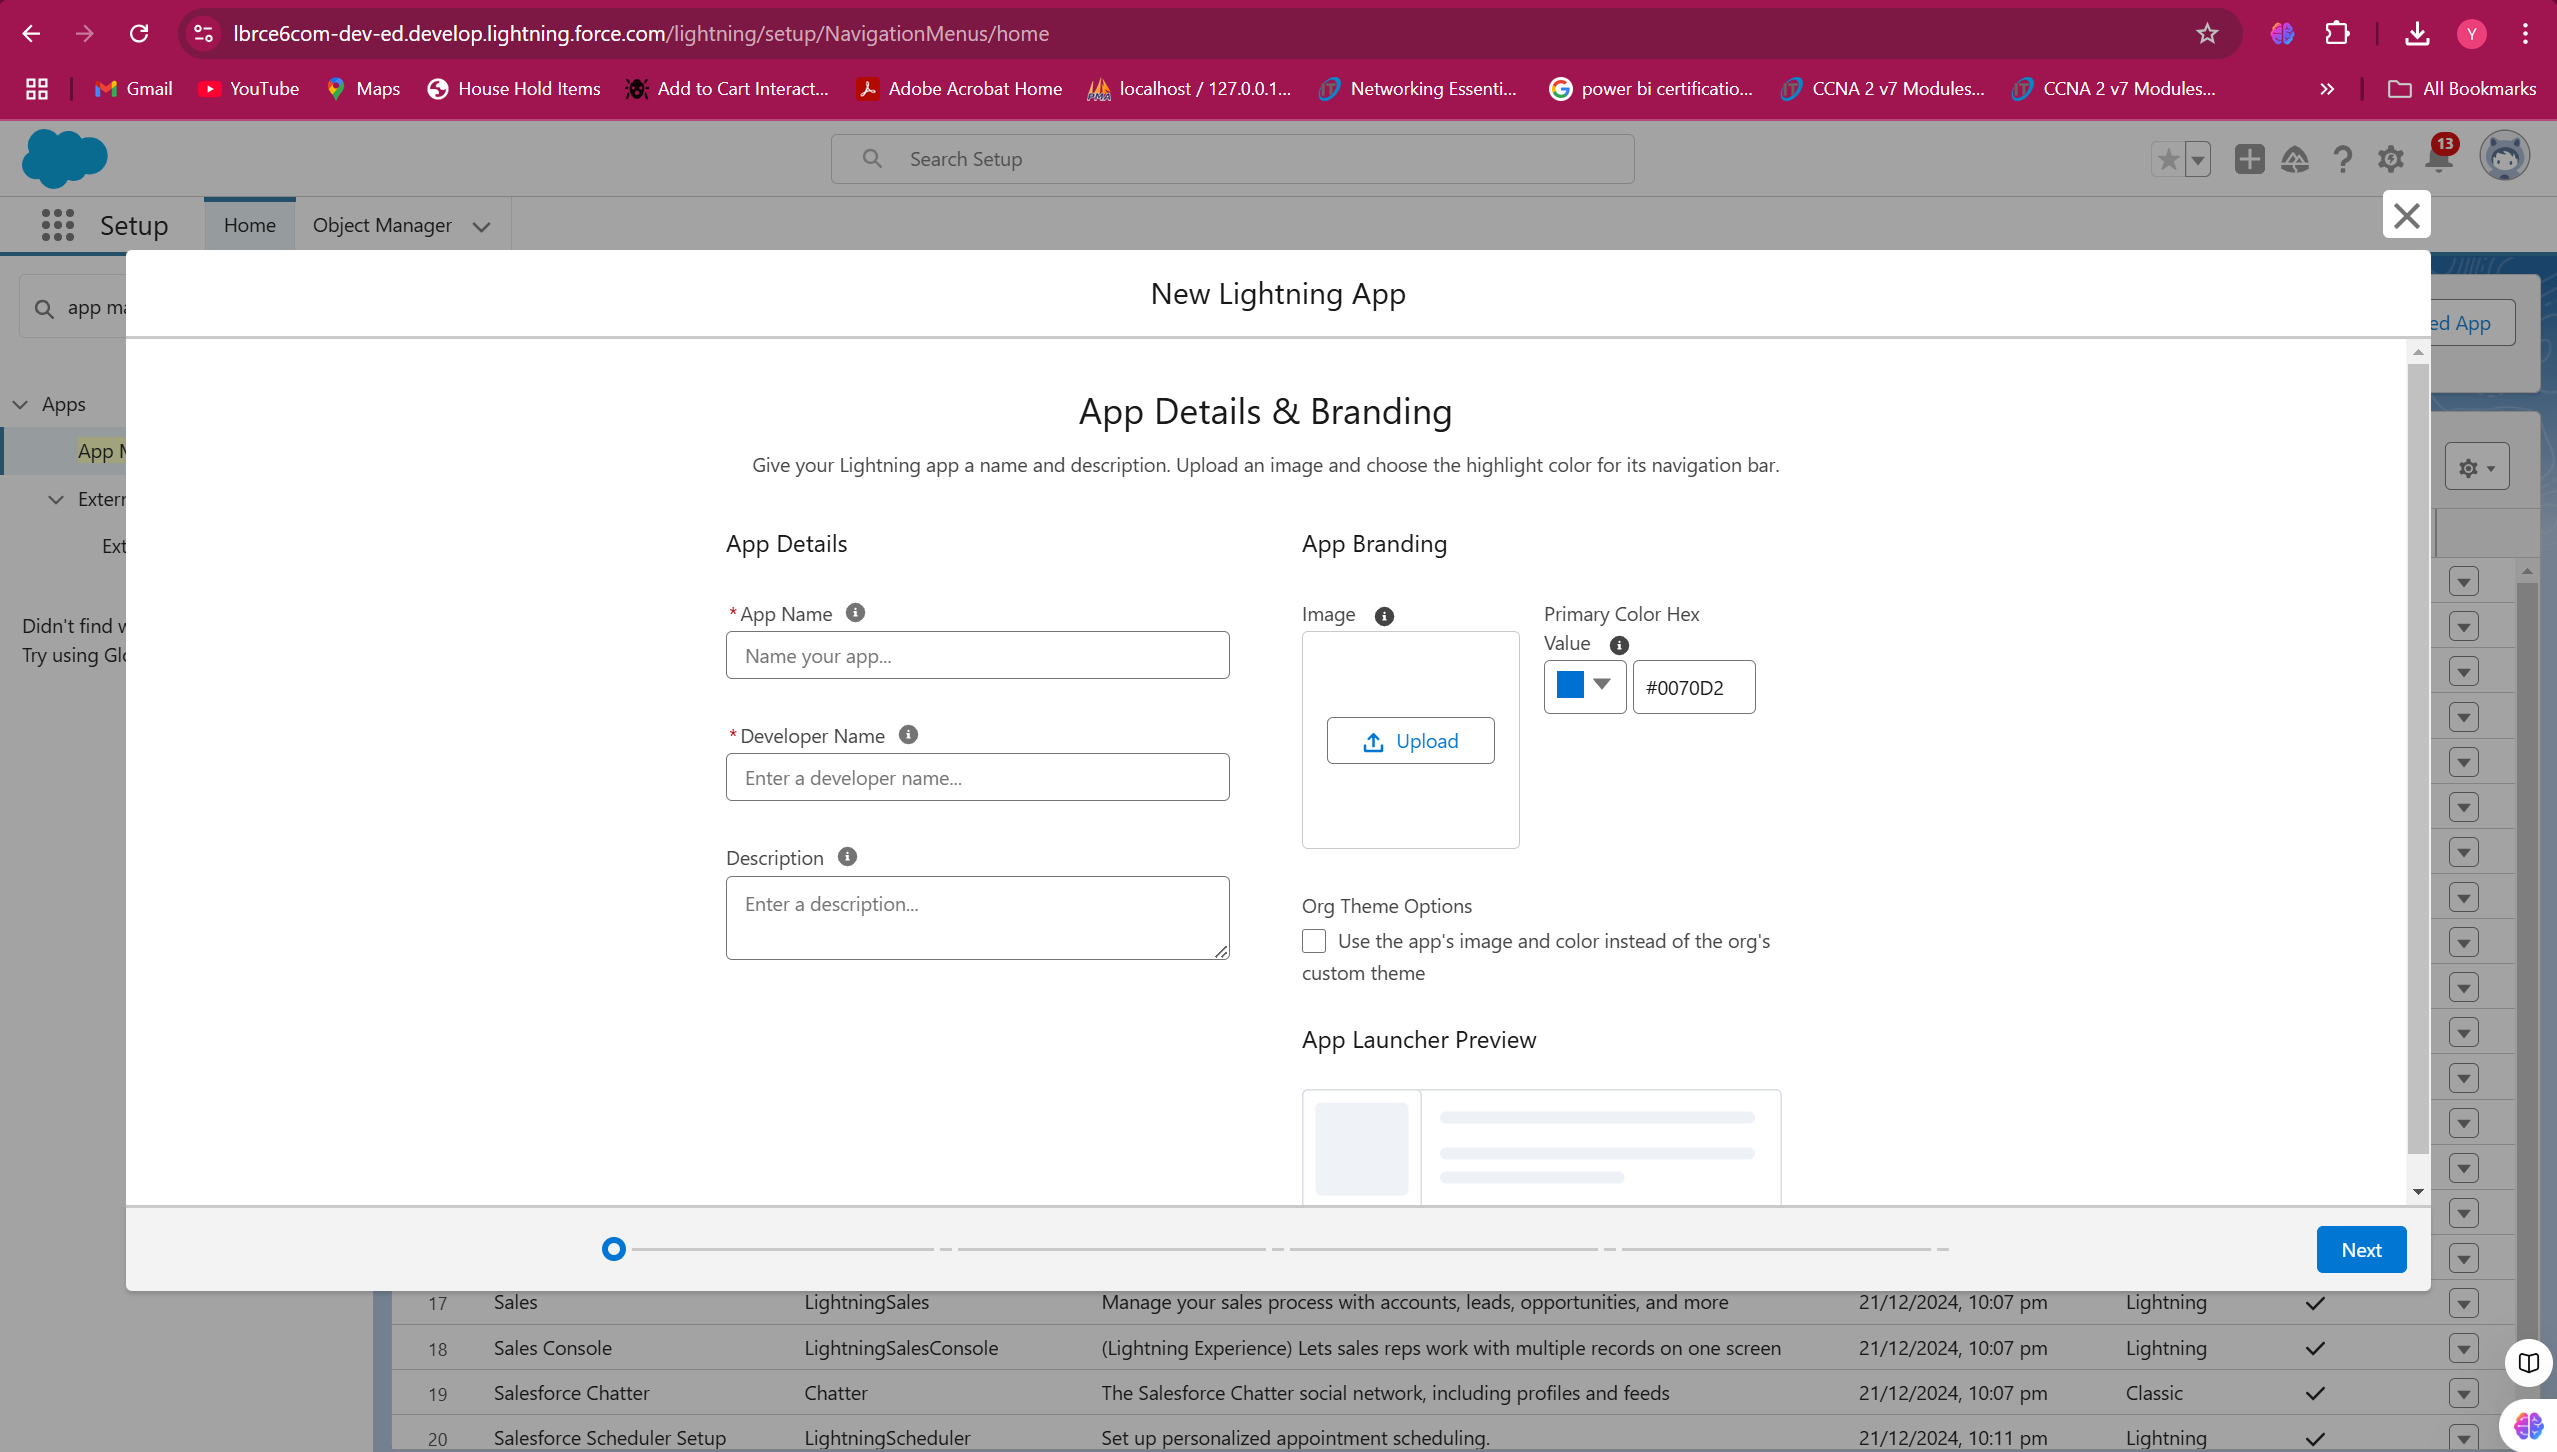 lbrce6com-dev-ed.develop.lightning.force.com/lightning/setup/NavigationMenus/home
Y
Gmail
YouTube
Maps
House Hold Items
Add to Cart Interact...
Adobe Acrobat Home
localhost / 127.0.0.1...
Networking Essenti...
power bi certificatio...
CCNA 2 v7 Modules...
CCNA 2 v7 Modules...
All Bookmarks
Search Setup
13
Setup
Home
Object Manager
New Lightning App
app ma
ed App
Apps
App M
Extern
Ext
Didn't find w
Try using Glo
App Details & Branding
Give your Lightning app a name and description. Upload an image and choose the highlight color for its navigation bar.
App Details
*App Name
Name your app...
*Developer Name
Enter a developer name...
Description
Enter a description...
App Branding
Image
Upload
Primary Color Hex
Value
#0070D2
Org Theme Options
Use the app's image and color instead of the org's
custom theme
App Launcher Preview
Next
17 Sales LightningSales Manage your sales process with accounts, leads, opportunities, and more 21/12/2024, 10:07 pm Lightning
18 Sales Console LightningSalesConsole (Lightning Experience) Lets sales reps work with multiple records on one screen 21/12/2024, 10:07 pm Lightning
19 Salesforce Chatter Chatter The Salesforce Chatter social network, including profiles and feeds 21/12/2024, 10:07 pm Classic
20 Salesforce Scheduler Setup LightningScheduler Set up personalized appointment scheduling. 21/12/2024, 10:11 pm Lightning